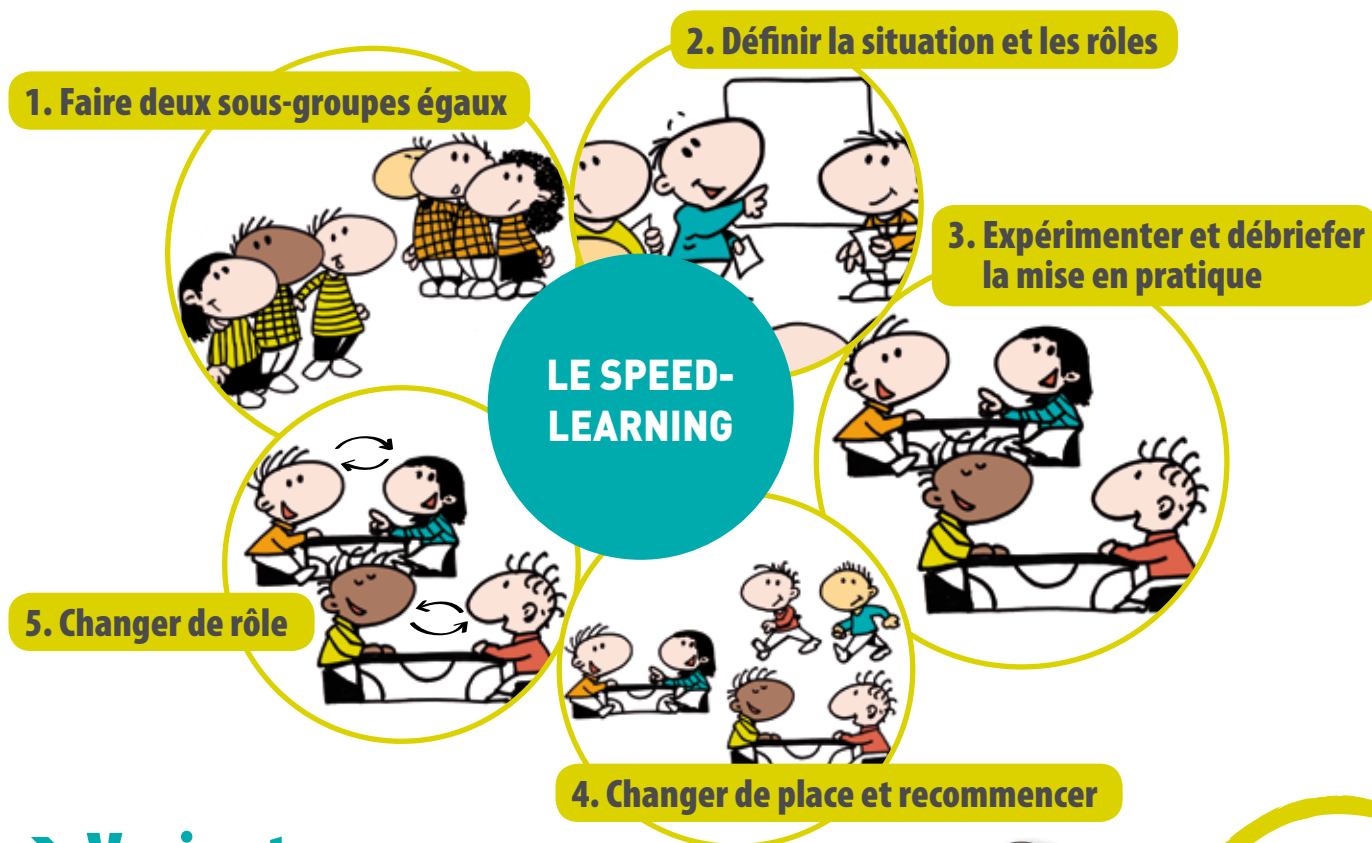 1. Faire deux sous-groupes égaux
2. Définir la situation et les rôles
3. Expérimenter et débriefer
la mise en pratique
LE SPEED-
LEARNING
5. Changer de rôle
4. Changer de place et recommencer